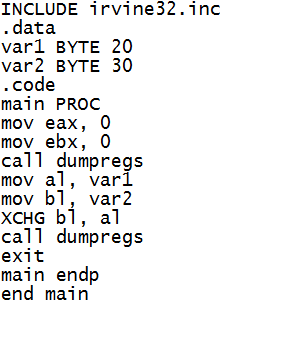 INCLUDE irvine32.inc
.data
var1 BYTE 20
var2 BYTE 30
.code
main PROC
mov eax, 0
mov ebx, 0
call dumpregs
mov al, var1
mov bl, var2
XCHG bl, al
call dumpregs
exit
main endp
end main